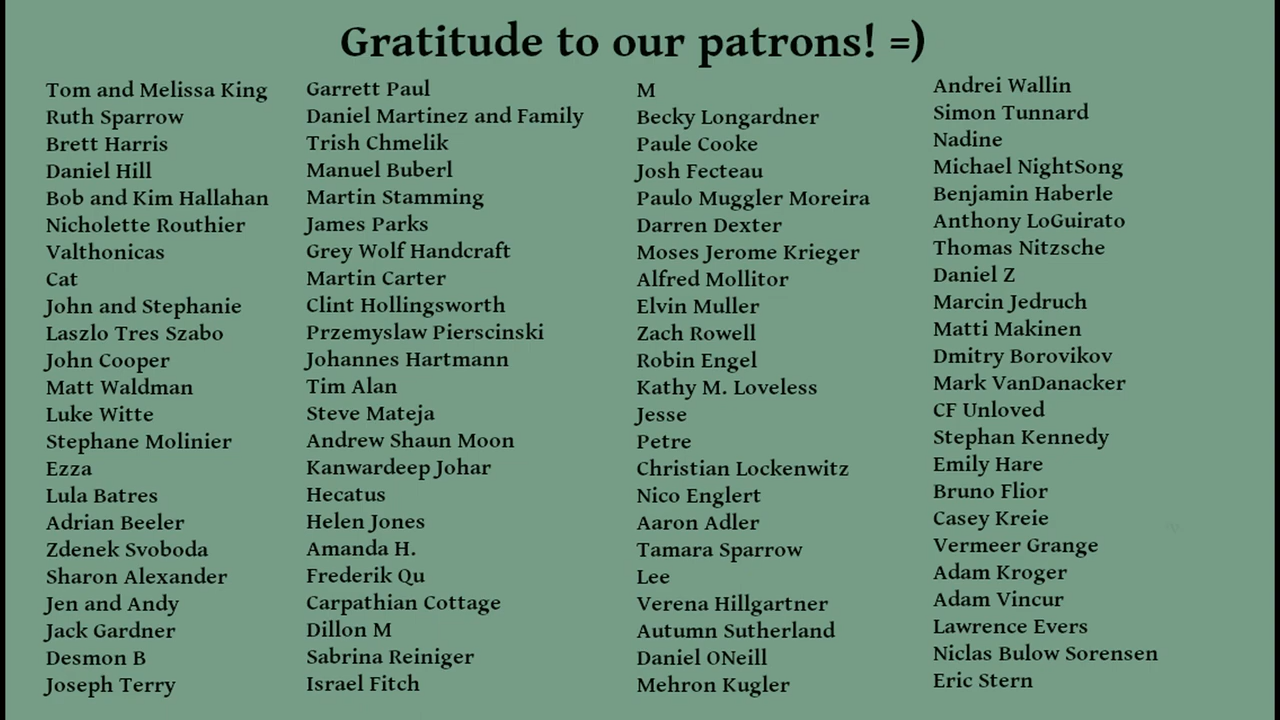 Gratitude to our patrons! =)
Tom and Melissa King
Ruth Sparrow
Brett Harris
Daniel Hill
Bob and Kim Hallahan
Nicholette Routhier
Valthonicas
Cat
John and Stephanie
Laszlo Tres Szabo
John Cooper
Matt Waldman
Luke Witte
Stephane Molinier
Ezza
Lula Batres
Adrian Beeler
Zdenek Svoboda
Sharon Alexander
Jen and Andy
Jack Gardner
Desmon B
Joseph Terry
Garrett Paul
Daniel Martinez and Family
Trish Chmelik
Manuel Buberl
Martin Stamming
James Parks
Grey Wolf Handcraft
Martin Carter
Clint Hollingsworth
Przemyslaw Pierscinski
Johannes Hartmann
Tim Alan
Steve Mateja
Andrew Shaun Moon
Kanwardeep Johar
Hecatus
Helen Jones
Amanda H.
Frederik Qu
Carpathian Cottage
Dillon M
Sabrina Reiniger
Israel Fitch
M
Becky Longardner
Paule Cooke
Josh Fecteau
Paulo Muggler Moreira
Darren Dexter
Moses Jerome Krieger
Alfred Mollitor
Elvin Muller
Zach Rowell
Robin Engel
Kathy M. Loveless
Jesse
Petre
Christian Lockenwitz
Nico Englert
Aaron Adler
Tamara Sparrow
Lee
Verena Hillgartner
Autumn Sutherland
Daniel ONeill
Mehron Kugler
Andrei Wallin
Simon Tunnard
Nadine
Michael NightSong
Benjamin Haberle
Anthony LoGuirato
Thomas Nitzsche
Daniel Z
Marcin Jedruch
Matti Makinen
Dmitry Borovikov
Mark VanDanacker
CF Unloved
Stephan Kennedy
Emily Hare
Bruno Flior
Casey Kreie
Vermeer Grange
Adam Kroger
Adam Vincur
Lawrence Evers
Niclas Bulow Sorensen
Eric Stern